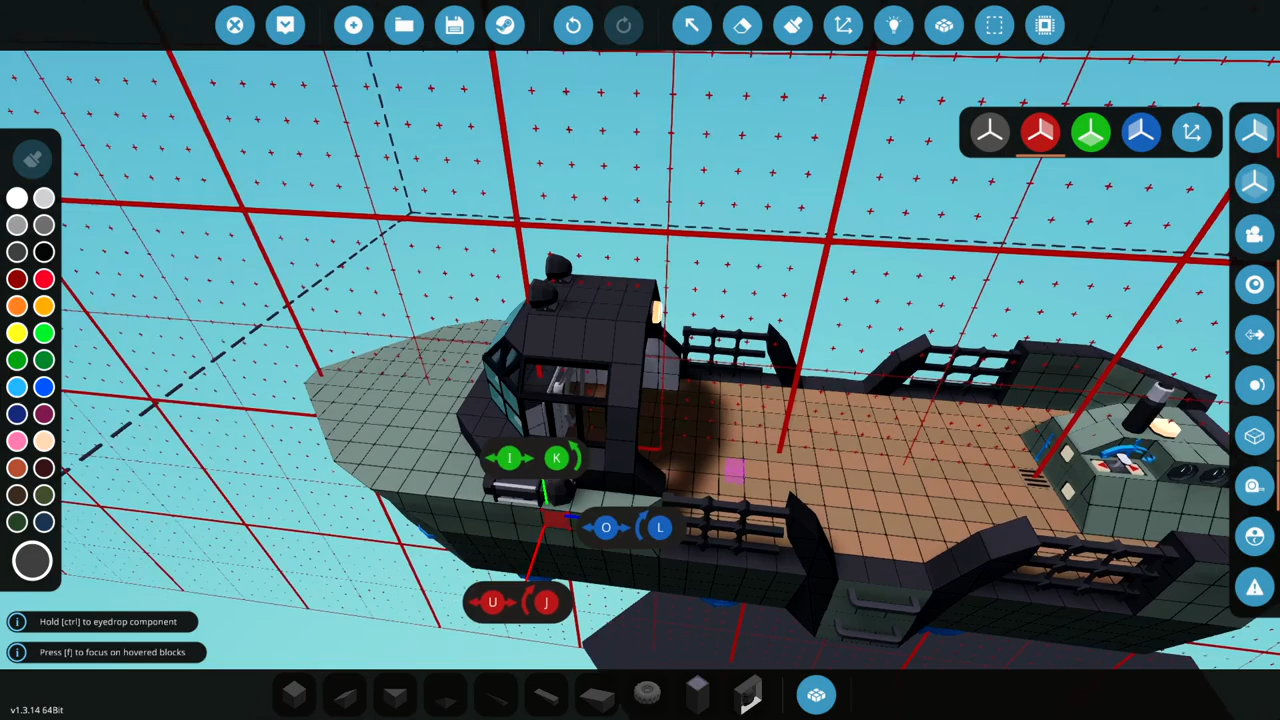 I K
O L
U J
Hold [ctrl] to eyedrop component
Press [f] to focus on hovered blocks
v1.3.14 64Bit